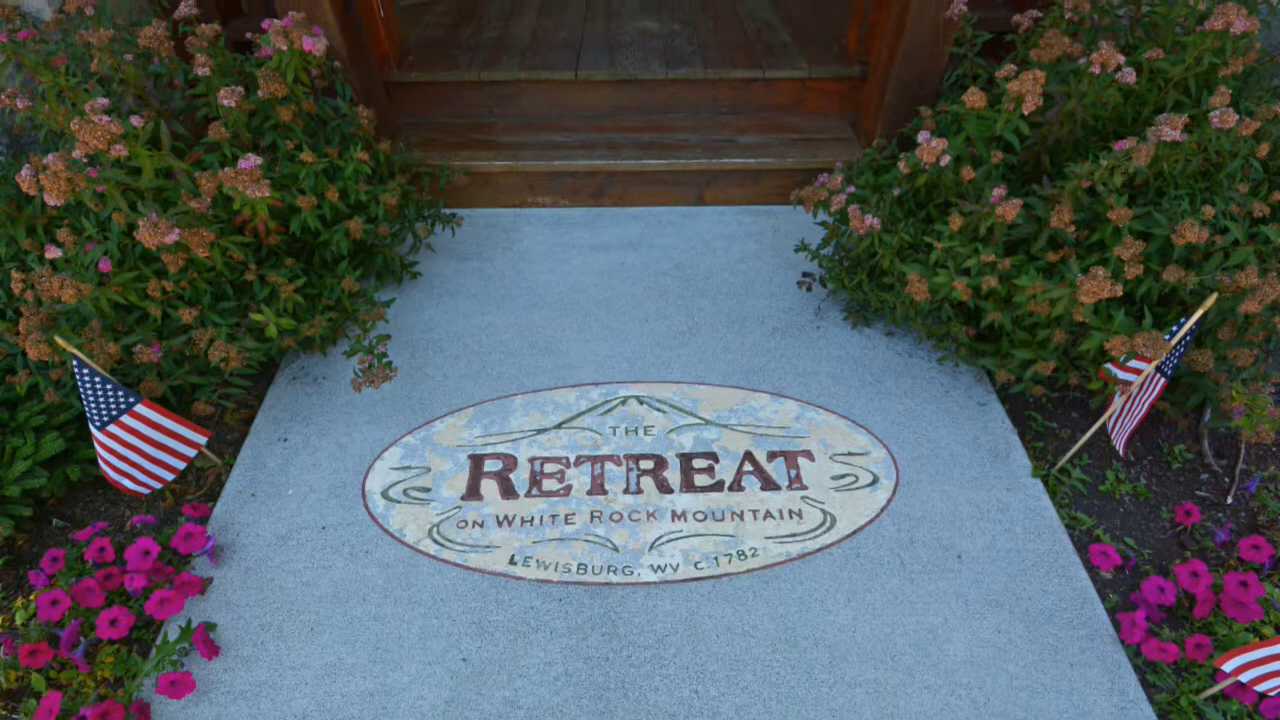 THE
RETREAT
ON WHITE ROCK MOUNTAIN
LEWISBURG, WV c.1782